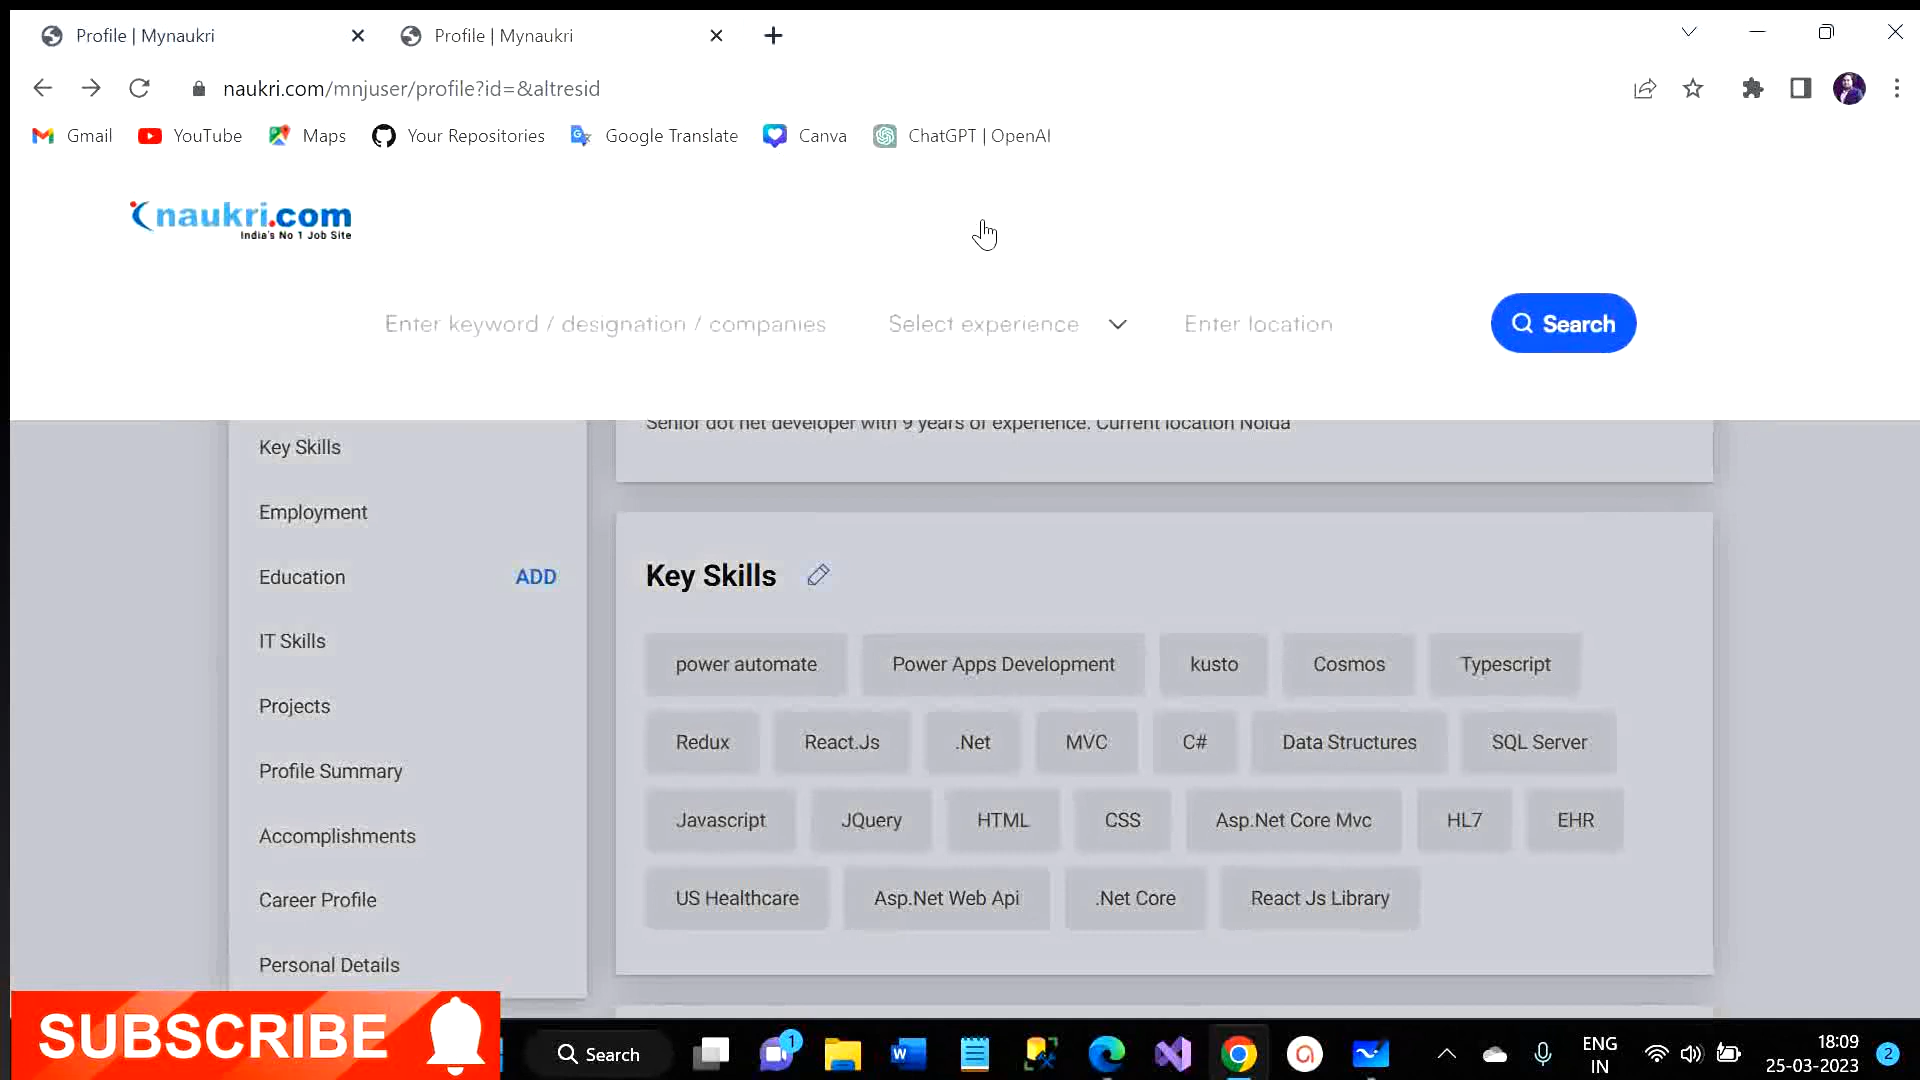 Profile | Mynaukri
Profile | Mynaukri
naukri.com/mnjuser/profile?id=&altresid
Gmail
YouTube
Maps
Your Repositories
Google Translate
Canva
ChatGPT | OpenAI
naukri.com
India's No 1 Job Site
Enter keyword / designation / companies
Select experience
Enter location
Search
Senior dot net developer with 9 years of experience. Current location Noida
Key Skills
Employment
Education ADD
IT Skills
Projects
Profile Summary
Accomplishments
Career Profile
Personal Details
Key Skills
power automate Power Apps Development kusto Cosmos Typescript
Redux React.Js .Net MVC C# Data Structures SQL Server
Javascript JQuery HTML CSS Asp.Net Core Mvc HL7 EHR
US Healthcare Asp.Net Web Api .Net Core React Js Library
SUBSCRIBE
Search
1
W
ENG
IN
18:09
25-03-2023
2